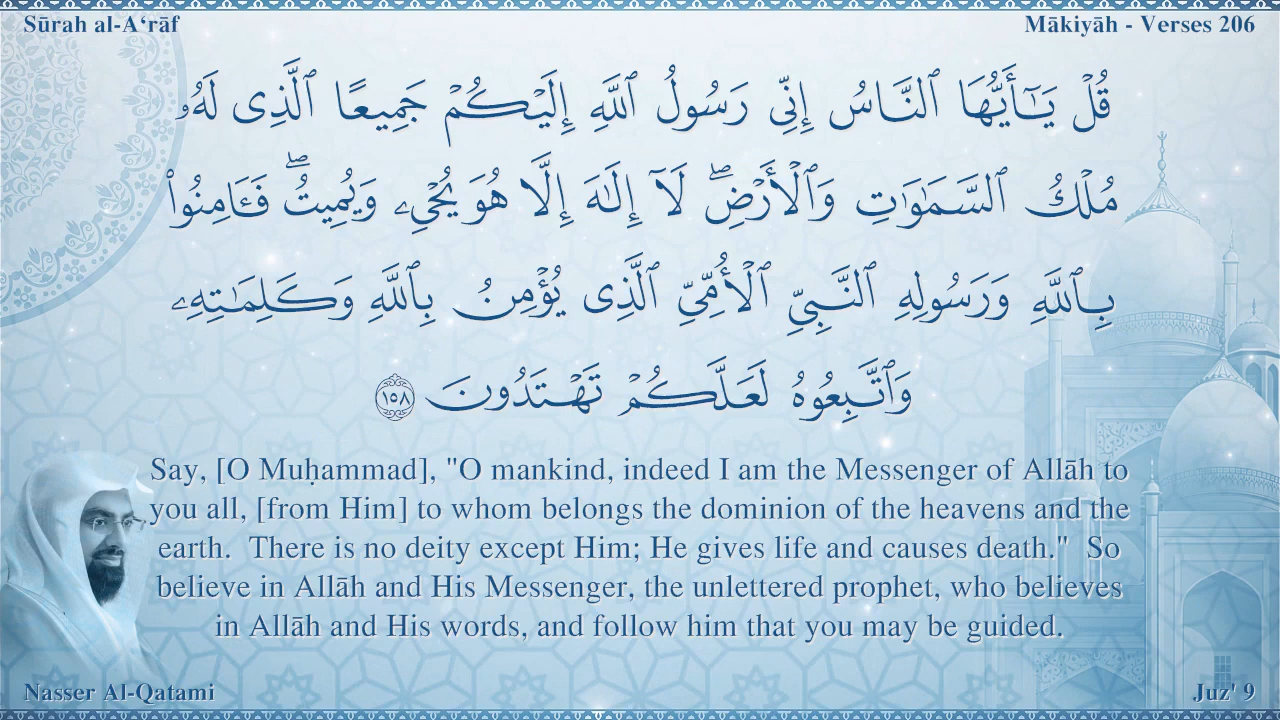 Sūrah al-A‘rāf
Mākiyāh - Verses 206
قُلْ يَـٰٓأَيُّهَا ٱلنَّاسُ إِنِّى رَسُولُ ٱللَّهِ إِلَيْكُمْ جَمِيعًا ٱلَّذِى لَهُۥ
مُلْكُ ٱلسَّمَـٰوَٰتِ وَٱلْأَرْضِ ۖ لَآ إِلَـٰهَ إِلَّا هُوَ يُحْىِۦ وَيُمِيتُ ۖ فَـَٔامِنُوا۟
بِٱللَّهِ وَرَسُولِهِ ٱلنَّبِىِّ ٱلْأُمِّىِّ ٱلَّذِى يُؤْمِنُ بِٱللَّهِ وَكَلِمَـٰتِهِۦ
وَٱتَّبِعُوهُ لَعَلَّكُمْ تَهْتَدُونَ ١٥٨
Say, [O Muḥammad], "O mankind, indeed I am the Messenger of Allāh to
you all, [from Him] to whom belongs the dominion of the heavens and the
earth.  There is no deity except Him; He gives life and causes death."  So
believe in Allāh and His Messenger, the unlettered prophet, who believes
in Allāh and His words, and follow him that you may be guided.
Nasser Al-Qatami
Juz' 9